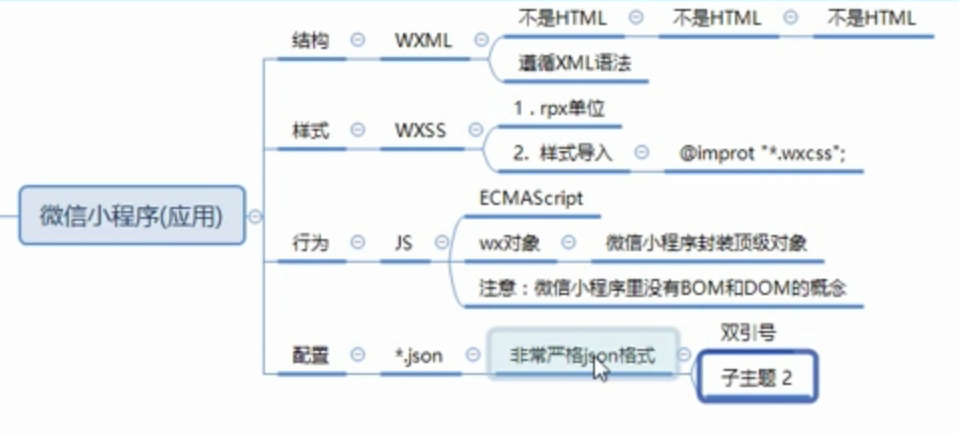 微信小程序(应用)
结构
WXML
不是HTML
不是HTML
不是HTML
遵循XML语法
样式
WXSS
1．rpx单位
2. 样式导入
@improt "*.wxcss";
行为
JS
ECMAScript
wx对象
微信小程序封装顶级对象
注意：微信小程序里没有BOM和DOM的概念
配置
*.json
非常严格json格式
双引号
子主题 2